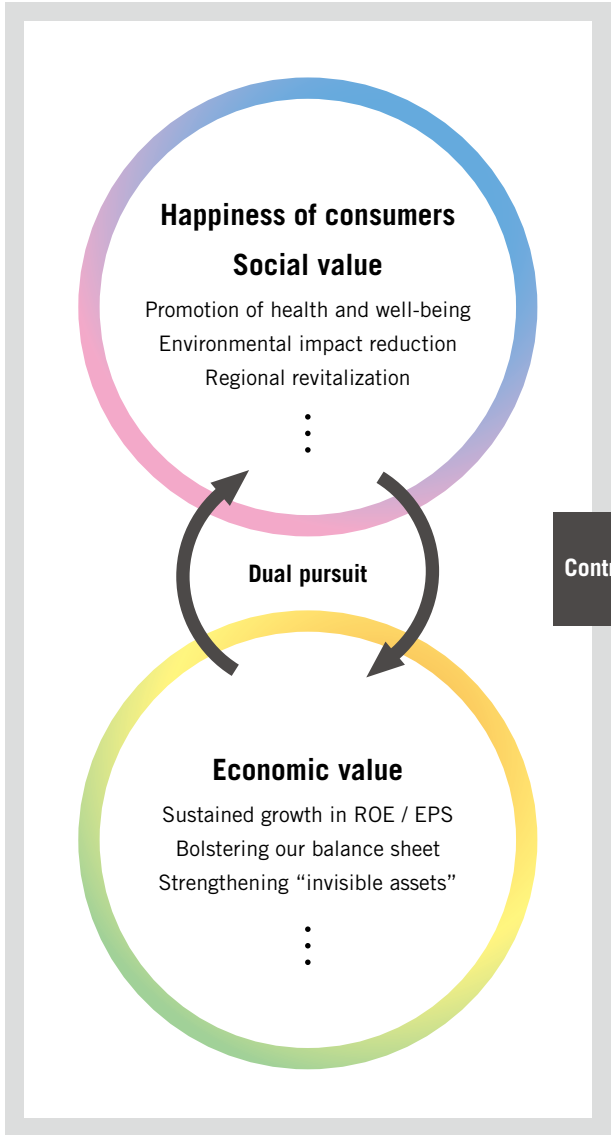 Happiness of consumers
Social value
Promotion of health and well-being
Environmental impact reduction
Regional revitalization
Dual pursuit
Economic value
Sustained growth in ROE / EPS
Bolstering our balance sheet
Strengthening “invisible assets”